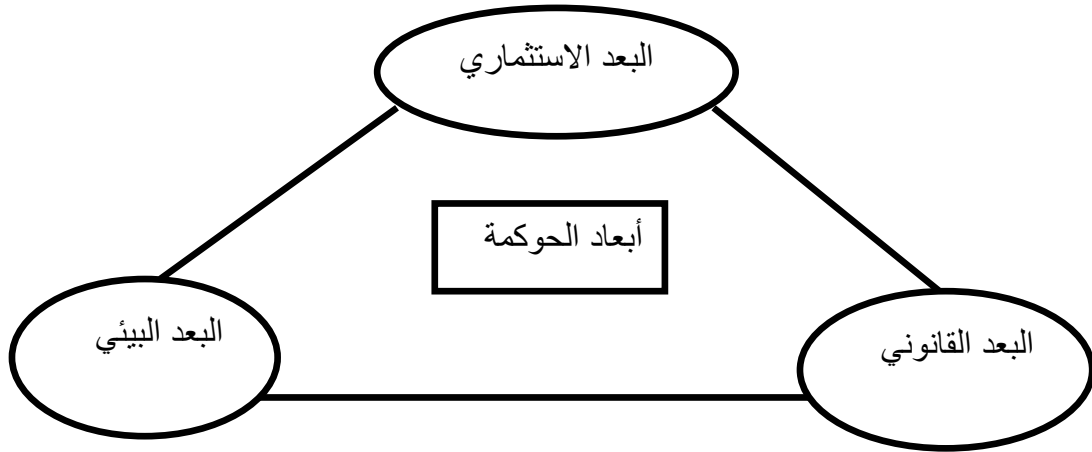 البعد الاستثماري
أبعاد الحوكمة
البعد القانوني
البعد البيئي